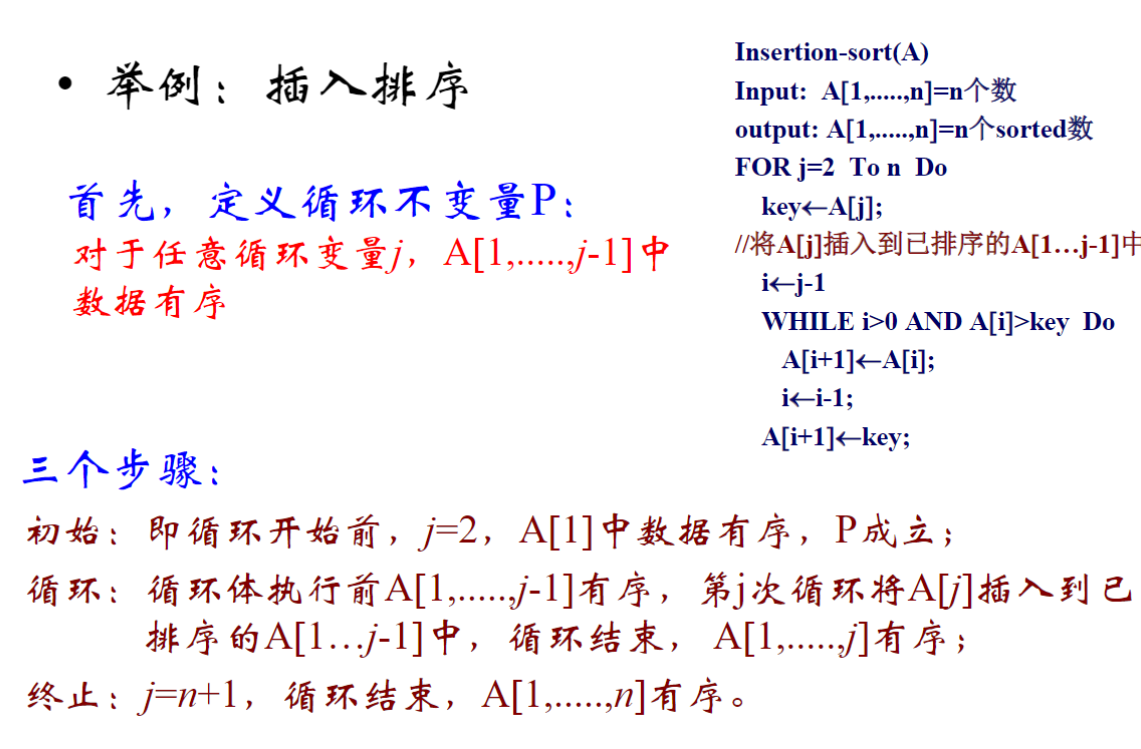 • 举例：插入排序
首先，定义循环不变量P：
对于任意循环变量j，A[1,.....,j-1]中
数据有序
Insertion-sort(A)
Input: A[1,.....,n]=n个数
output: A[1,.....,n]=n个sorted数
FOR j=2 To n Do
key←A[j];
//将A[j]插入到已排序的A[1…j-1]中
i←j-1
WHILE i>0 AND A[i]>key Do
A[i+1]←A[i];
i←i-1;
A[i+1]←key;
三个步骤：
初始：即循环开始前，j=2，A[1]中数据有序，P成立；
循环：循环体执行前A[1,.....,j-1]有序，第j次循环将A[j]插入到已
排序的A[1…j-1]中，循环结束， A[1,.....,j]有序；
终止：j=n+1，循环结束，A[1,.....,n]有序。